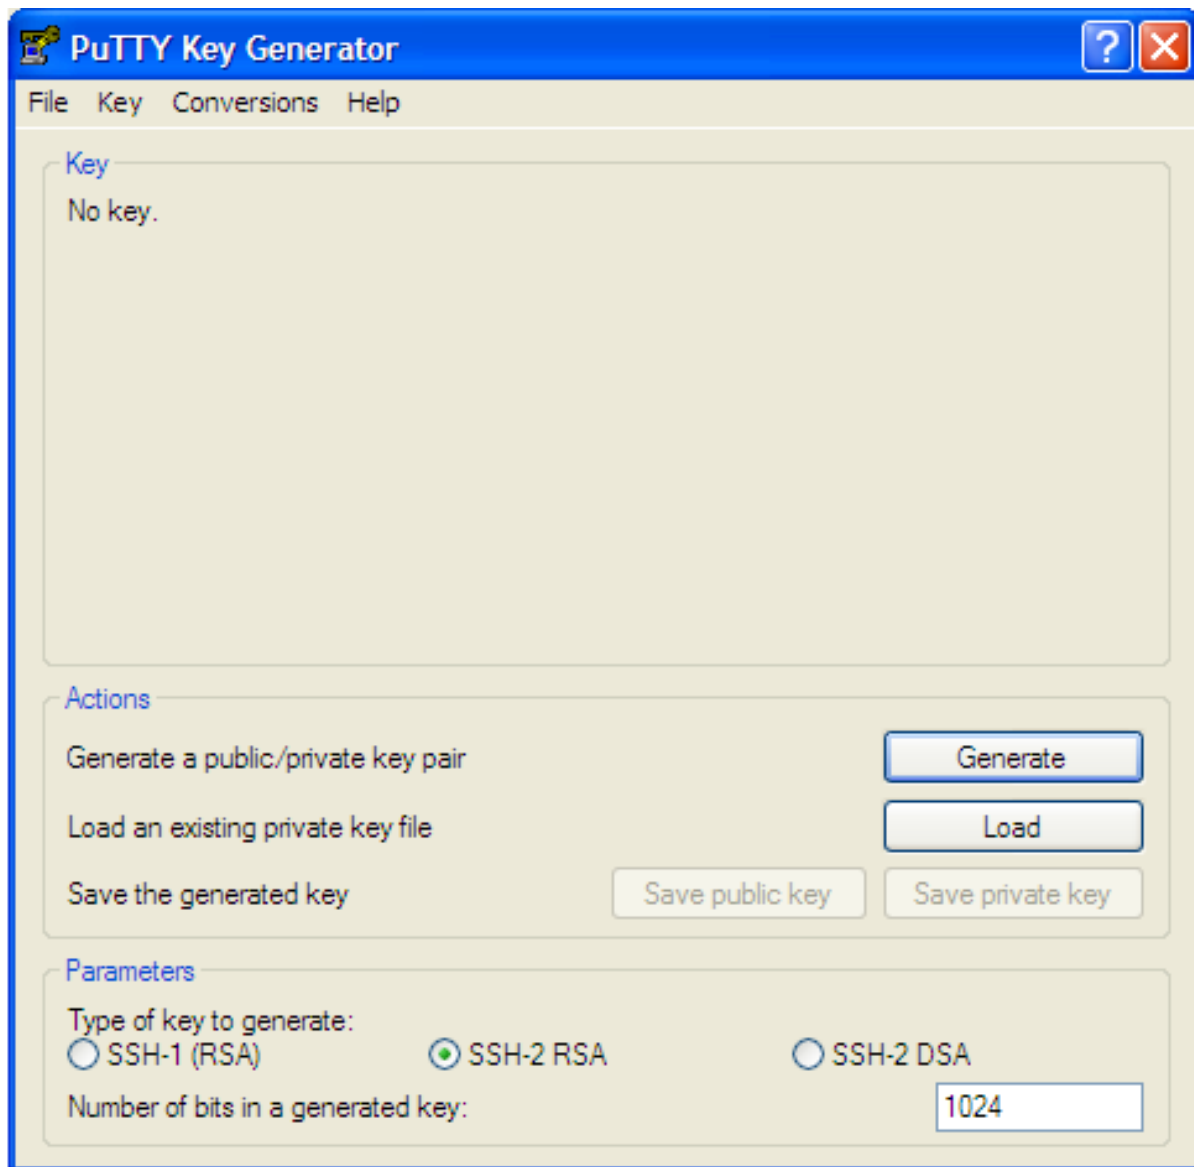 PuTTY Key Generator
File Key Conversions Help
Key
No key.
Actions
Generate a public/private key pair Generate
Load an existing private key file Load
Save the generated key Save public key Save private key
Parameters
Type of key to generate:
SSH-1 (RSA) SSH-2 RSA SSH-2 DSA
Number of bits in a generated key: 1024